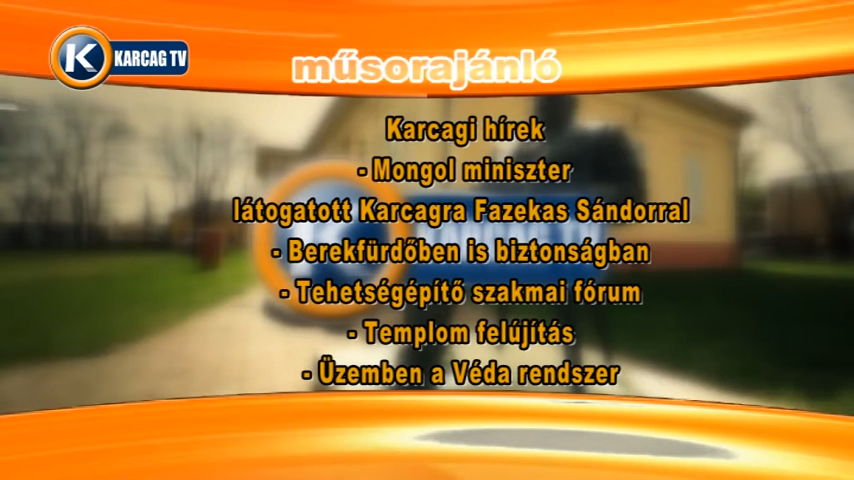 KARCAG TV
műsorajánló
Karcagi hírek
- Mongol miniszter
látogatott Karcagra Fazekas Sándorral
- Berekfürdőben is biztonságban
- Tehetségépítő szakmai fórum
- Templom felújítás
- Üzemben a Véda rendszer